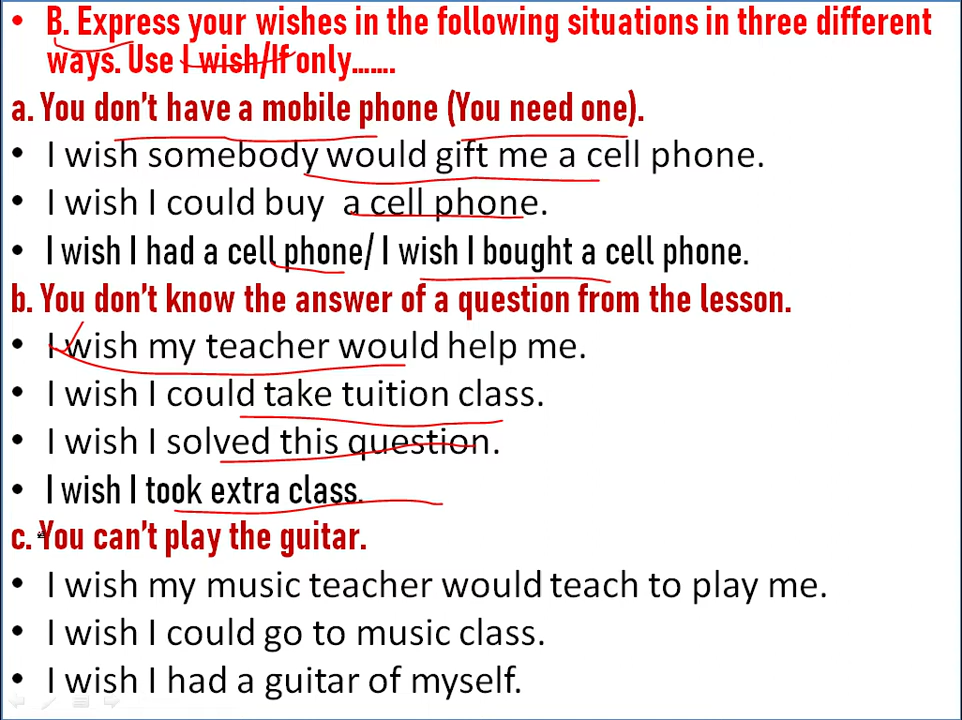 • B. Express your wishes in the following situations in three different
ways. Use I wish/If only.......
a. You don't have a mobile phone (You need one).
• I wish somebody would gift me a cell phone.
• I wish I could buy a cell phone.
• I wish I had a cell phone/ I wish I bought a cell phone.
b. You don't know the answer of a question from the lesson.
• I wish my teacher would help me.
• I wish I could take tuition class.
• I wish I solved this question.
• I wish I took extra class.
c. You can't play the guitar.
• I wish my music teacher would teach to play me.
• I wish I could go to music class.
• I wish I had a guitar of myself.